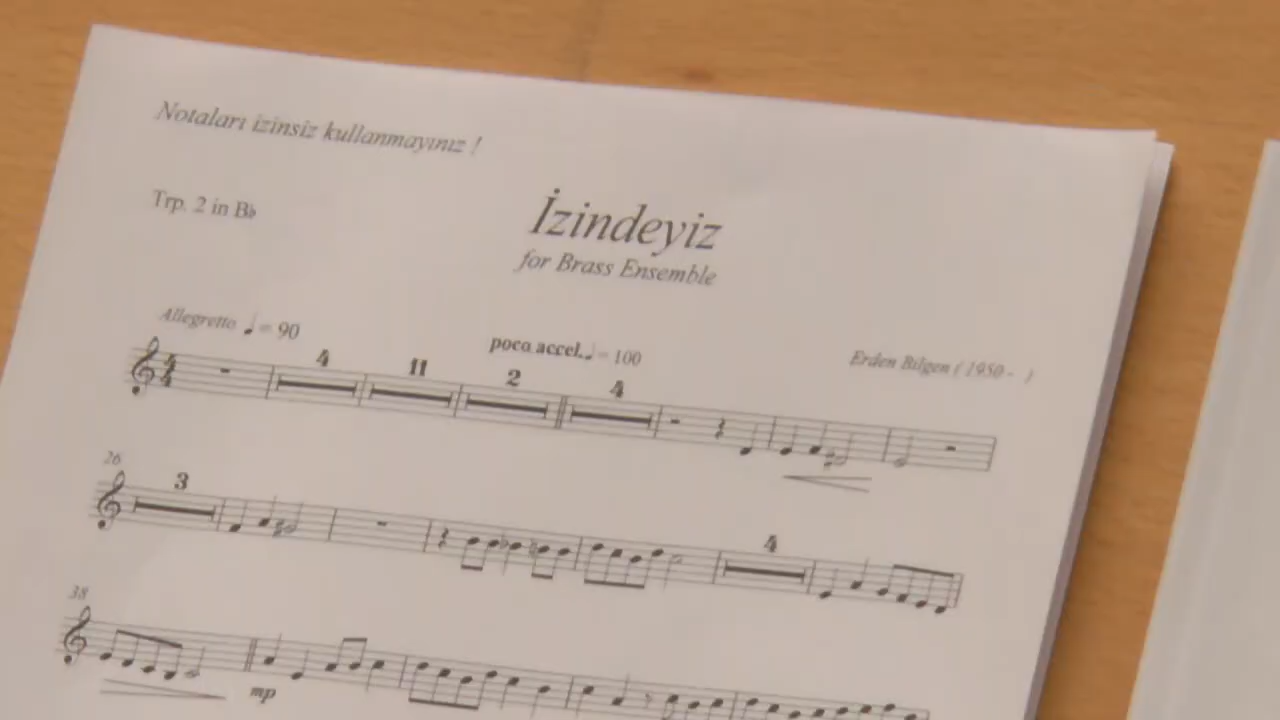 Notaları izinsiz kullanmayınız !
Trp. 2 in B♭
İzindeyiz
for Brass Ensemble
Allegretto ♩ = 90
poco accel. ♩ = 100
Erden Bilgen ( 1950 -   )
4 11 2 4
26
3
4
38
mp